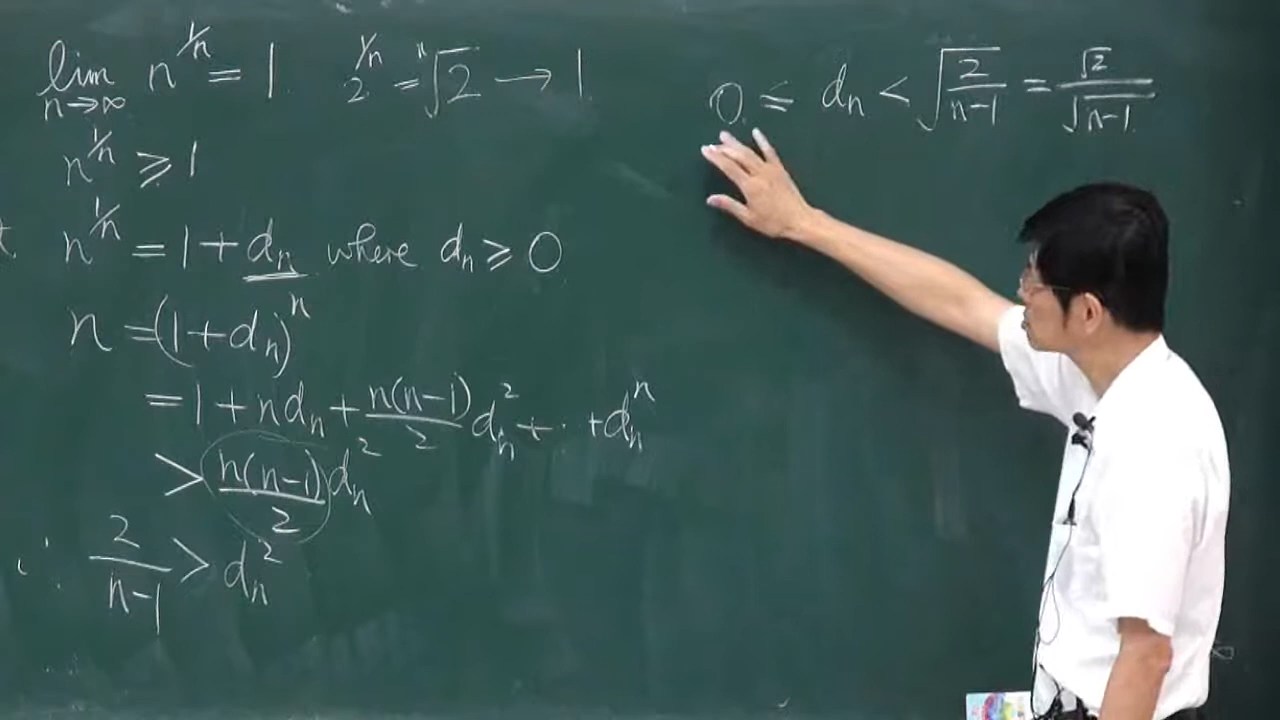 lim n→∞ n^{1/n} = 1 2^{1/n} = ⁿ√2 → 1
n^{1/n} ≥ 1
n^{1/n} = 1 + dₙ where dₙ ≥ 0
n = (1 + dₙ)ⁿ
= 1 + n dₙ + n(n-1)/2 dₙ² + ·· + dₙⁿ
> n(n-1)/2 dₙ²
∴ 2/(n-1) > dₙ²
0 ≤ dₙ < √(2/(n-1)) = √2/√(n-1)